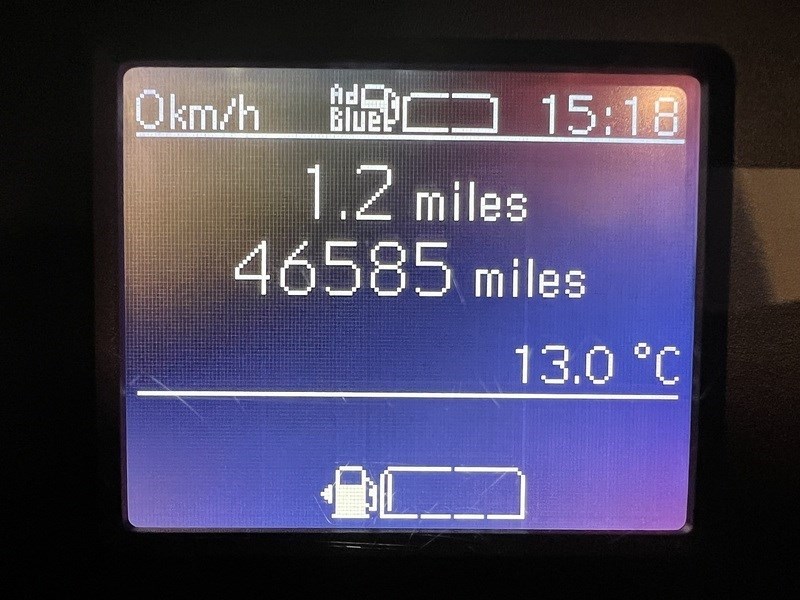 0km/h Ad Blue 15:18
1.2 miles
46585 miles
13.0 °C